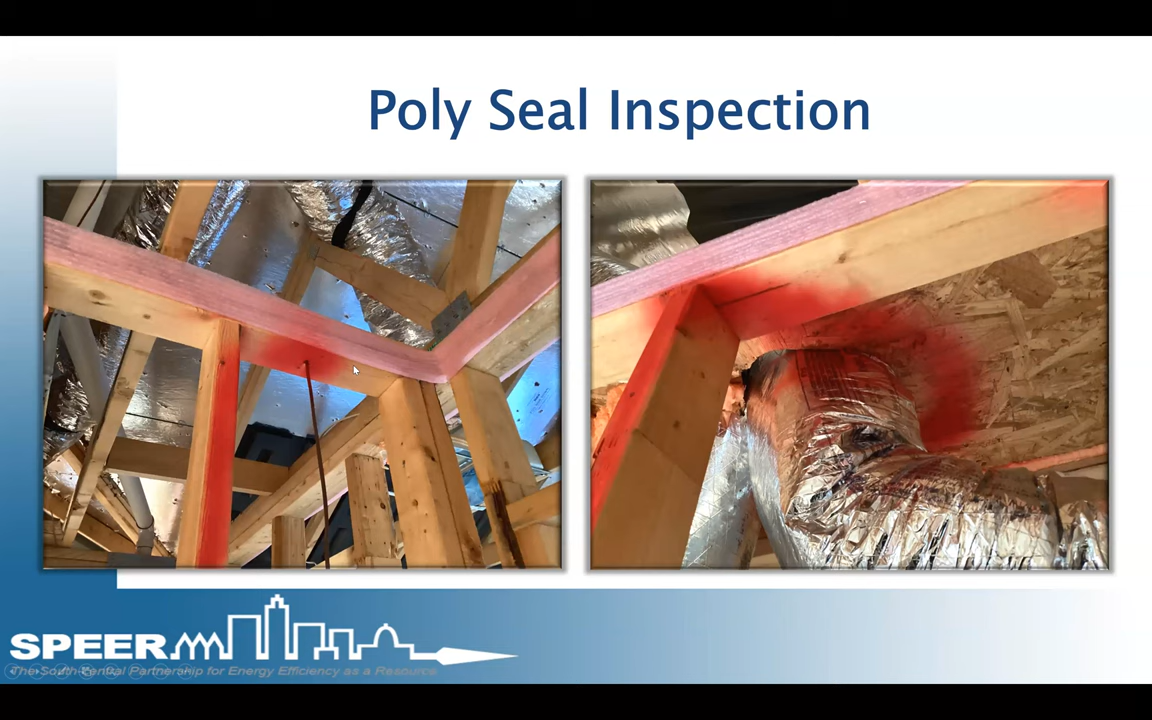 Poly Seal Inspection
SPEER
The South-Central Partnership for Energy Efficiency as a Resource